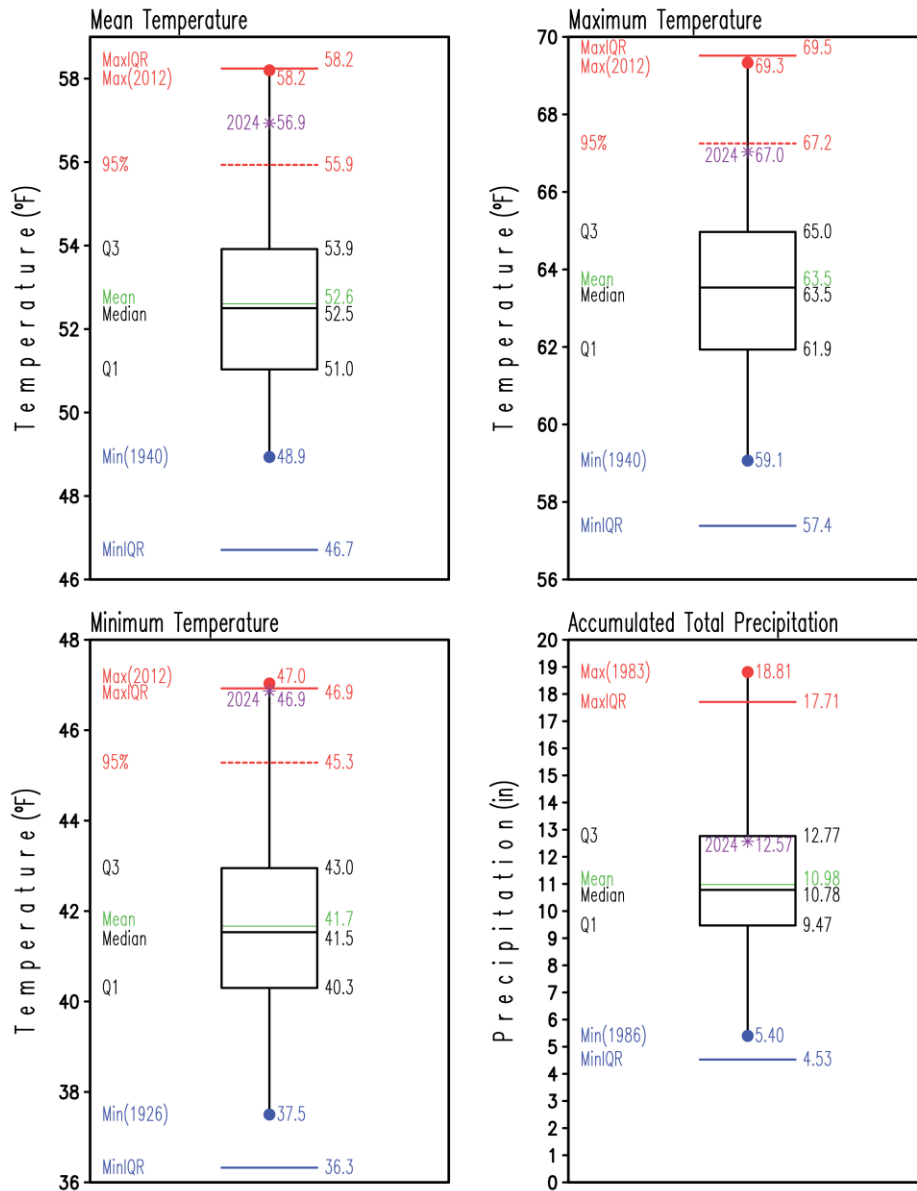 Mean Temperature
Temperature (ºF)
58
56
54
52
50
48
46
MaxIQR 58.2
Max(2012) 58.2
2024 56.9
95% 55.9
Q3 53.9
Mean 52.6
Median 52.5
Q1 51.0
Min(1940) 48.9
MinIQR 46.7
Maximum Temperature
Temperature (ºF)
70
68
66
64
62
60
58
56
MaxIQR 69.5
Max(2012) 69.3
95% 67.2
2024 67.0
Q3 65.0
Mean 63.5
Median 63.5
Q1 61.9
Min(1940) 59.1
MinIQR 57.4
Minimum Temperature
Temperature (ºF)
48
46
44
42
40
38
36
Max(2012) 47.0
MaxIQR 46.9
2024 46.9
95% 45.3
Q3 43.0
Mean 41.7
Median 41.5
Q1 40.3
Min(1926) 37.5
MinIQR 36.3
Accumulated Total Precipitation
Precipitation (in)
20
19
18
17
16
15
14
13
12
11
10
9
8
7
6
5
4
3
2
1
0
Max(1983) 18.81
MaxIQR 17.71
Q3 12.77
2024 12.57
Mean 10.98
Median 10.78
Q1 9.47
Min(1986) 5.40
MinIQR 4.53